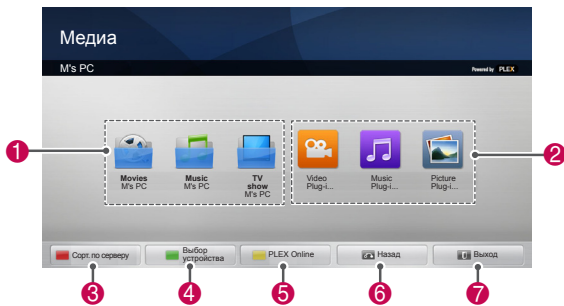 Медиа
M's PC
Powered by PLEX
1
2
Movies
M's PC
Music
M's PC
TV
show
M's PC
Video
Plug-i...
Music
Plug-i...
Picture
Plug-i...
Сорт. по серверу
Выбор
устройства
PLEX Online
Назад
Выход
3
4
5
6
7